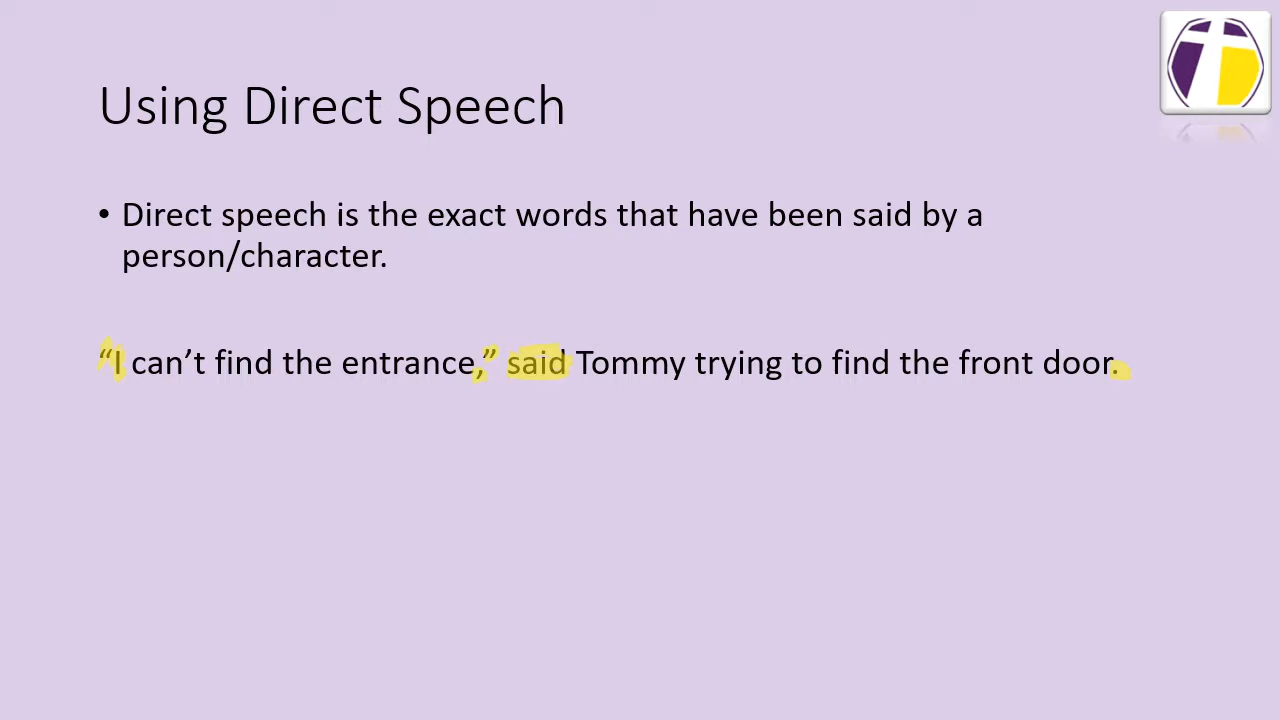 Using Direct Speech
• Direct speech is the exact words that have been said by a
person/character.
“I can’t find the entrance,” said Tommy trying to find the front door.